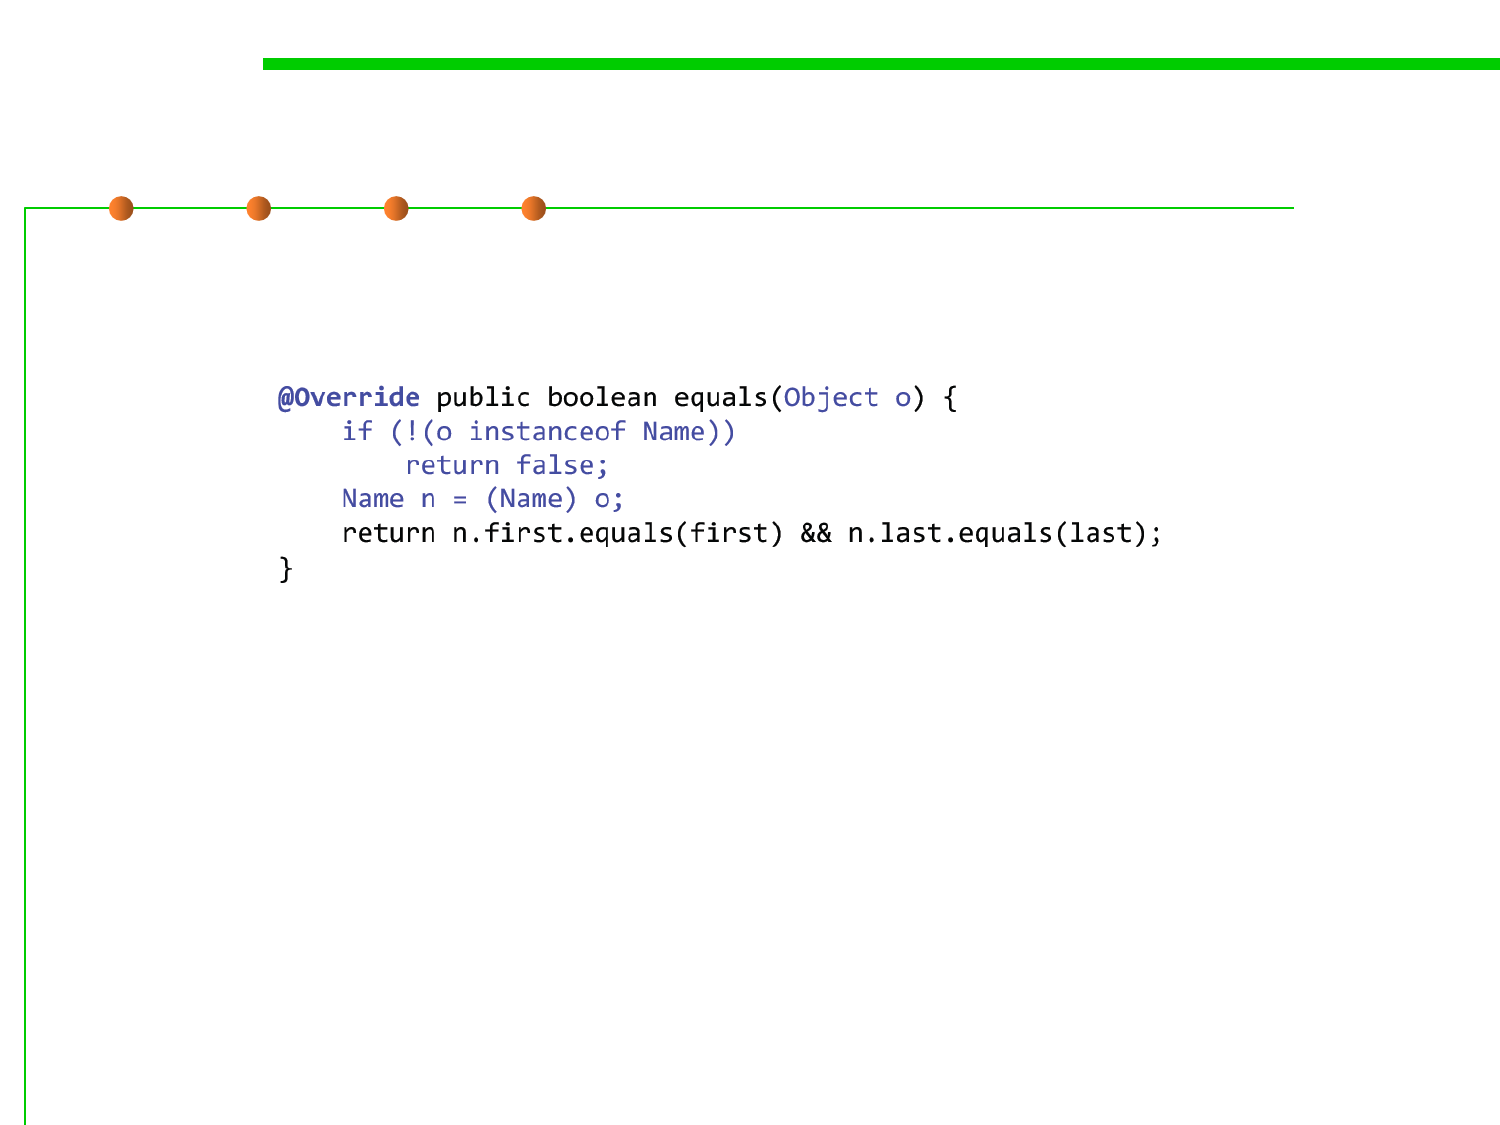 @Override public boolean equals(Object o) {
    if (!(o instanceof Name))
        return false;
    Name n = (Name) o;
    return n.first.equals(first) && n.last.equals(last);
}